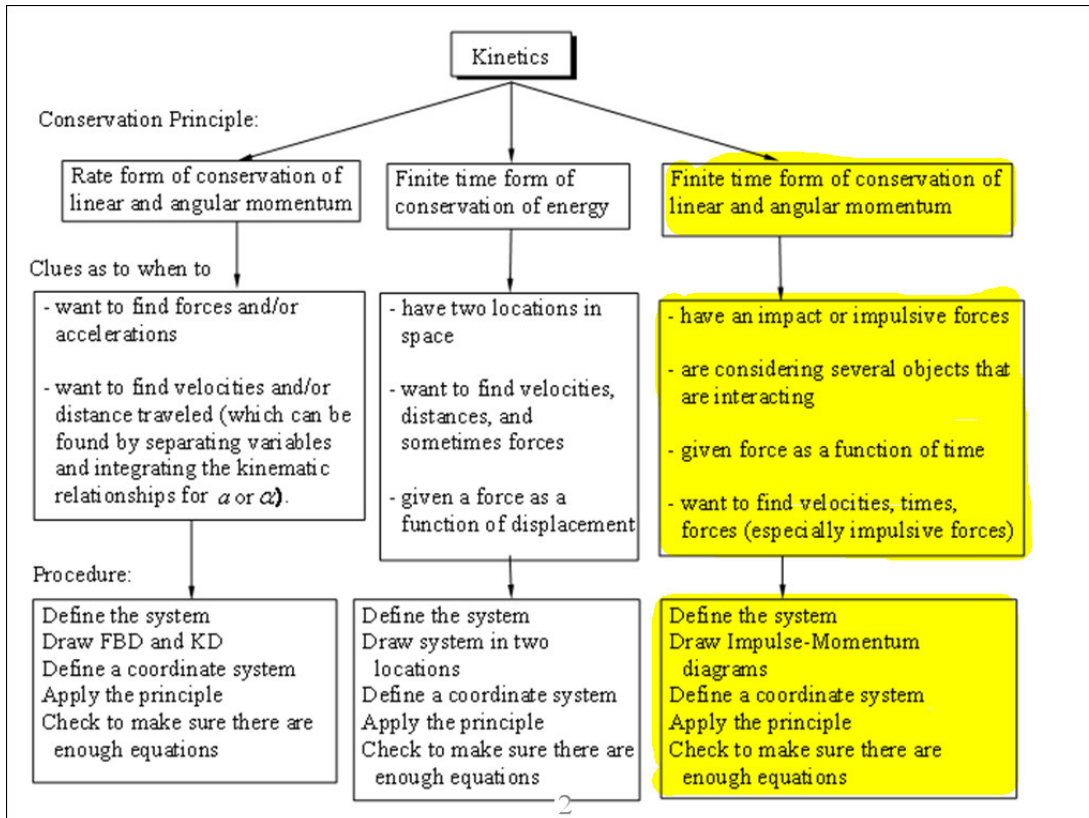 Kinetics
Conservation Principle:
Rate form of conservation of
linear and angular momentum
Finite time form of
conservation of energy
Finite time form of conservation of
linear and angular momentum
Clues as to when to
- want to find forces and/or
accelerations
- want to find velocities and/or
distance traveled (which can be
found by separating variables
and integrating the kinematic
relationships for a or α).
- have two locations in
space
- want to find velocities,
distances, and
sometimes forces
- given a force as a
function of displacement
- have an impact or impulsive forces
- are considering several objects that
are interacting
- given force as a function of time
- want to find velocities, times,
forces (especially impulsive forces)
Procedure:
Define the system
Draw FBD and KD
Define a coordinate system
Apply the principle
Check to make sure there are
enough equations
Define the system
Draw system in two
locations
Define a coordinate system
Apply the principle
Check to make sure there are
enough equations
Define the system
Draw Impulse-Momentum
diagrams
Define a coordinate system
Apply the principle
Check to make sure there are
enough equations
2